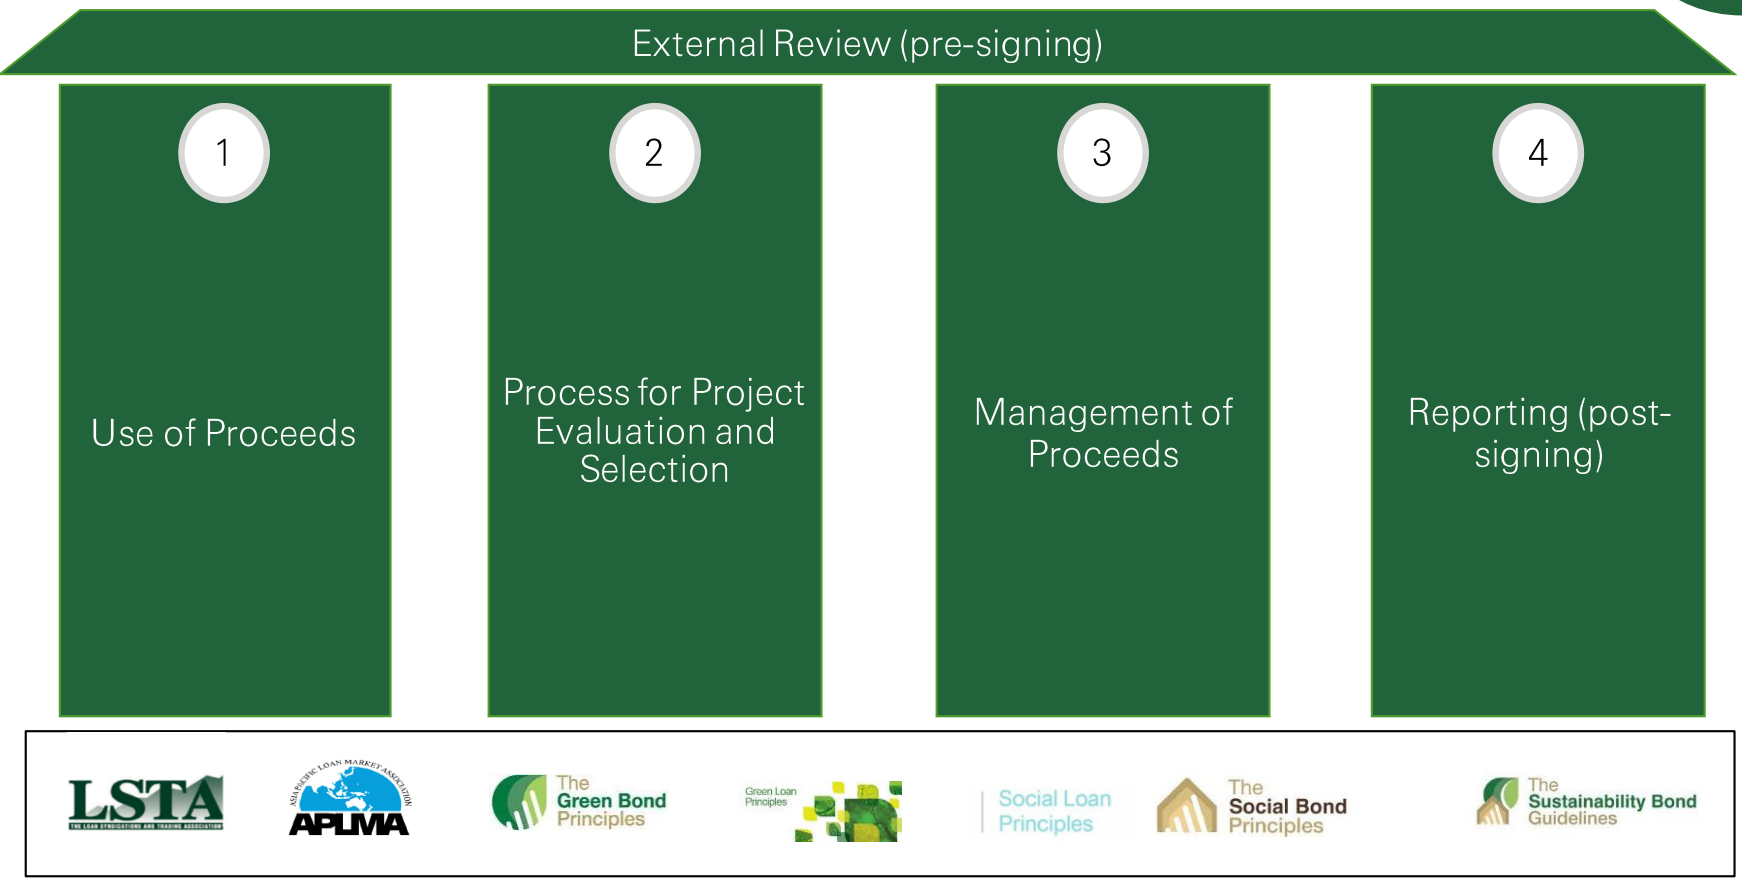 External Review (pre-signing)
1
2
3
4
Use of Proceeds
Process for Project
Evaluation and
Selection
Management of
Proceeds
Reporting (post-
signing)
LSTA
THE LOAN SYNDICATIONS AND TRADING ASSOCIATION
ASIA PACIFIC LOAN MARKET ASSOCIATION
APLMA
The
Green Bond
Principles
Green Loan
Principles
Social Loan
Principles
The
Social Bond
Principles
The
Sustainability Bond
Guidelines